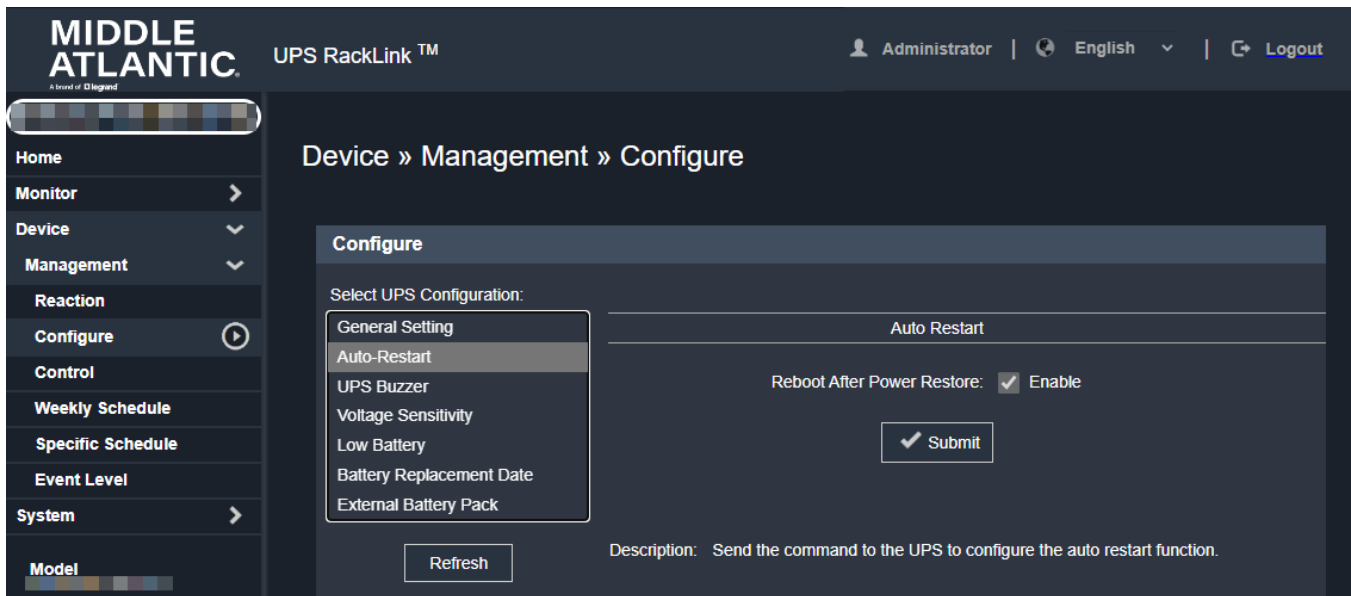 MIDDLE
ATLANTIC®
A brand of legrand
UPS RackLink ™
Administrator | English | Logout
Home
Monitor
Device
Management
Reaction
Configure
Control
Weekly Schedule
Specific Schedule
Event Level
System
Model
Device » Management » Configure
Configure
Select UPS Configuration:
General Setting
Auto-Restart
UPS Buzzer
Voltage Sensitivity
Low Battery
Battery Replacement Date
External Battery Pack
Refresh
Auto Restart
Reboot After Power Restore: Enable
Submit
Description: Send the command to the UPS to configure the auto restart function.